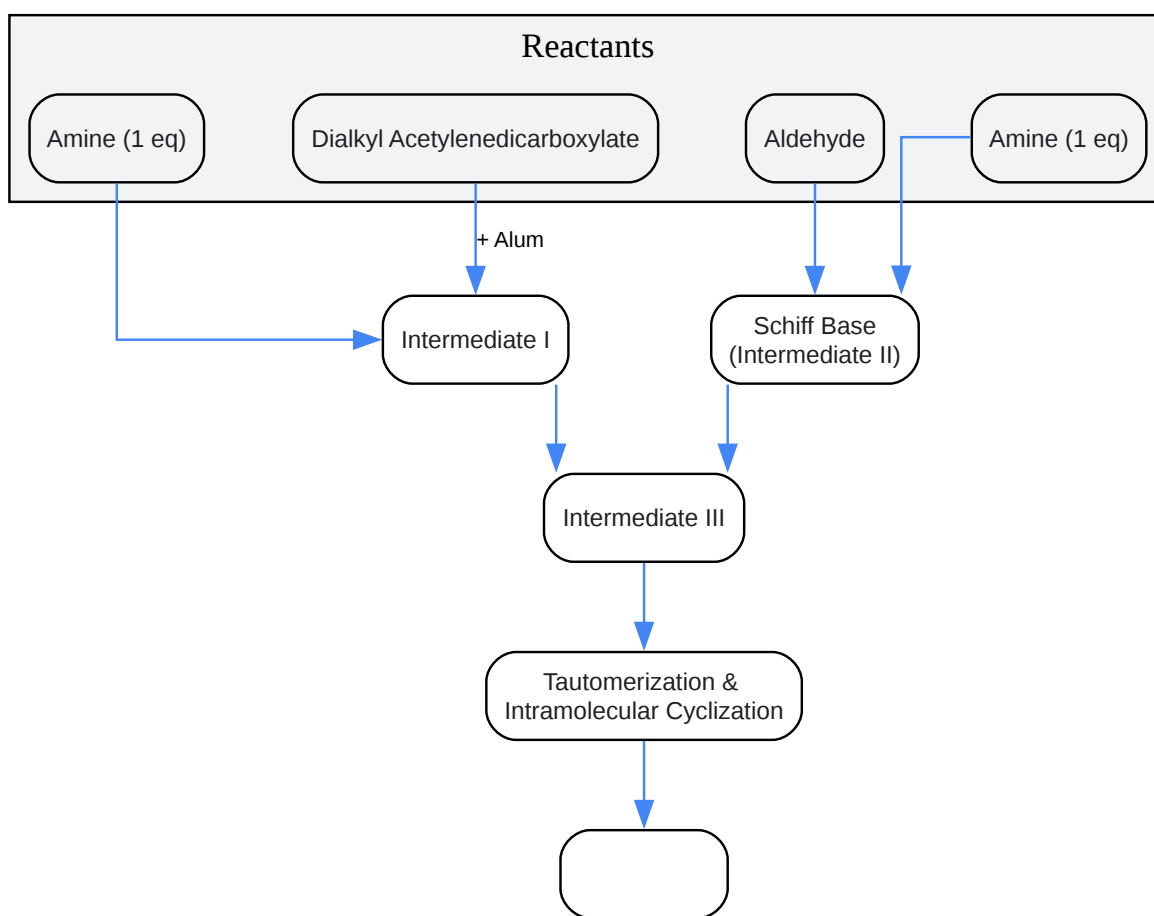 Reactants
Amine (1 eq)
Dialkyl Acetylenedicarboxylate
Aldehyde
Amine (1 eq)
+ Alum
Intermediate I
Schiff Base
(Intermediate II)
Intermediate III
Tautomerization &
Intramolecular Cyclization